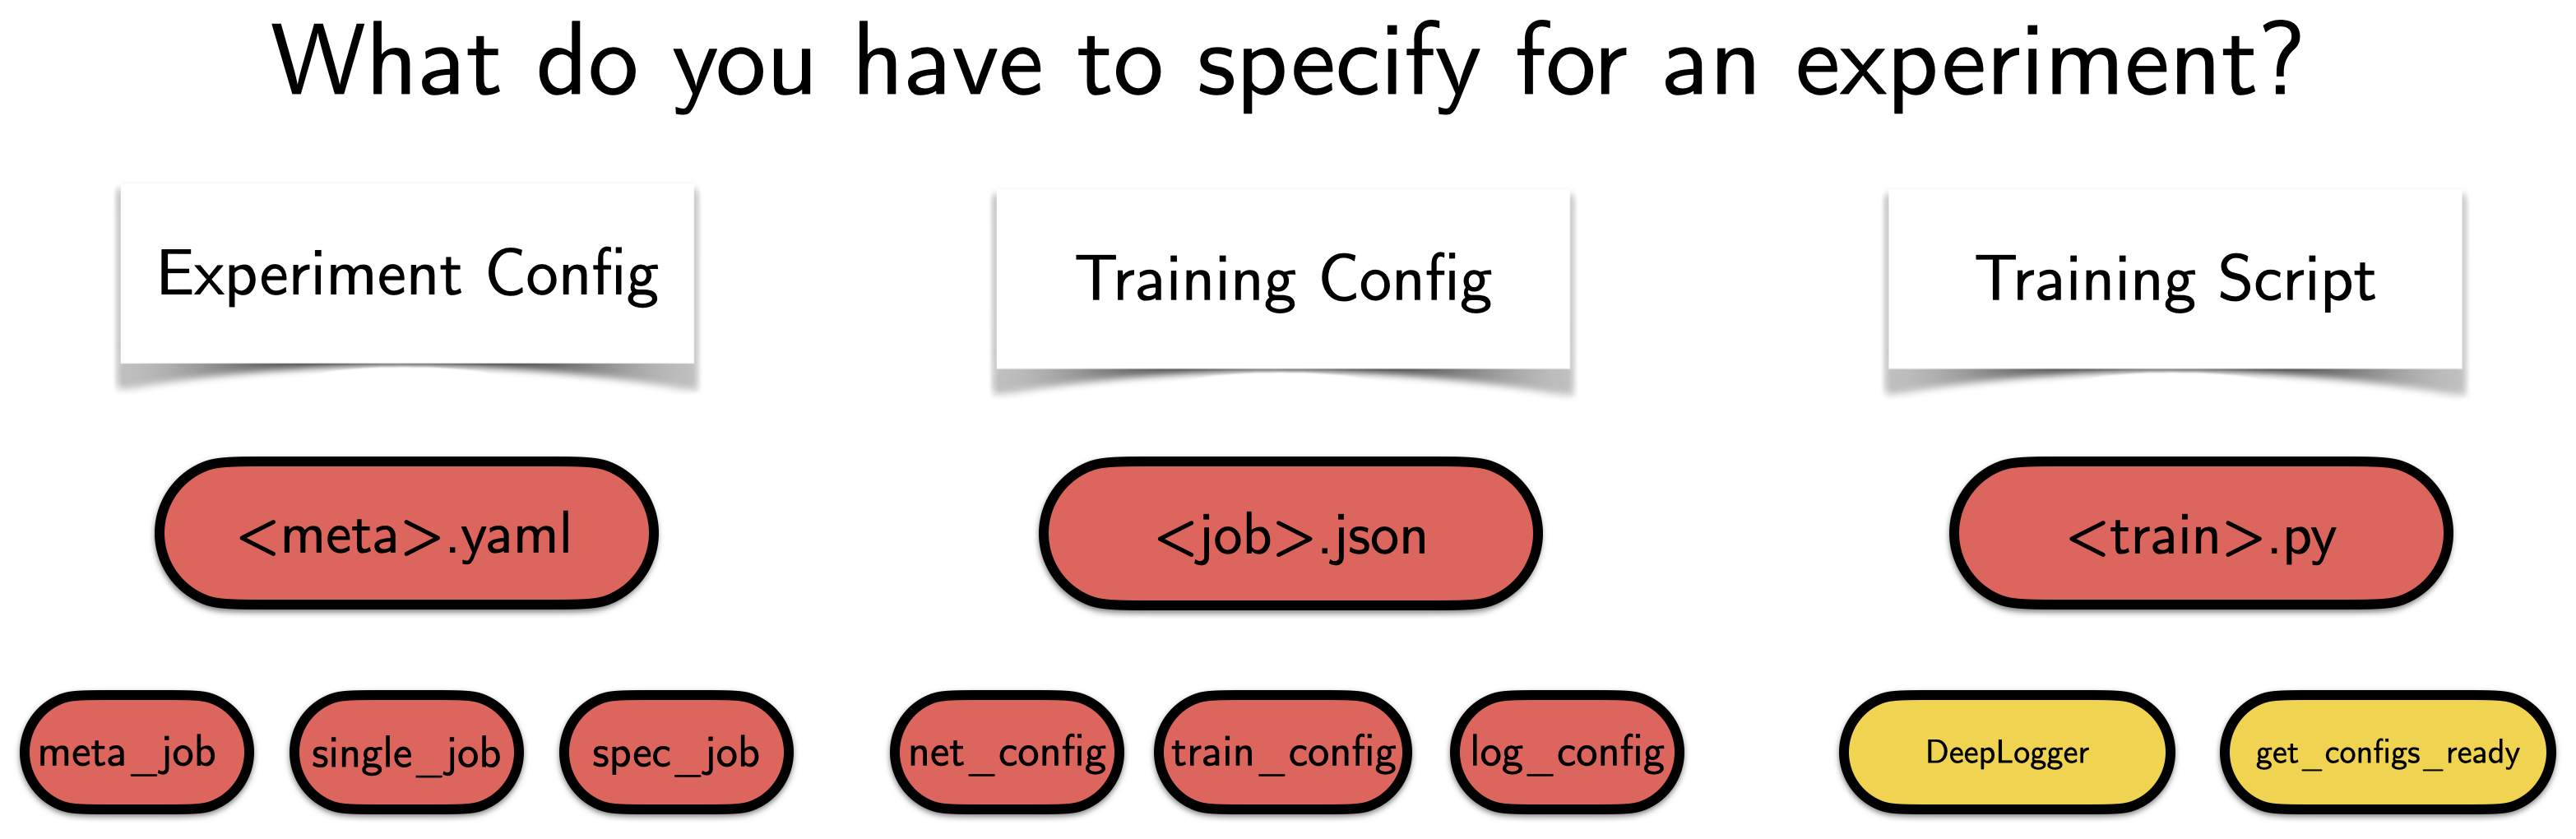 What do you have to specify for an experiment?
Experiment Config
Training Config
Training Script
<meta>.yaml
<job>.json
<train>.py
meta_job
single_job
spec_job
net_config
train_config
log_config
DeepLogger
get_configs_ready